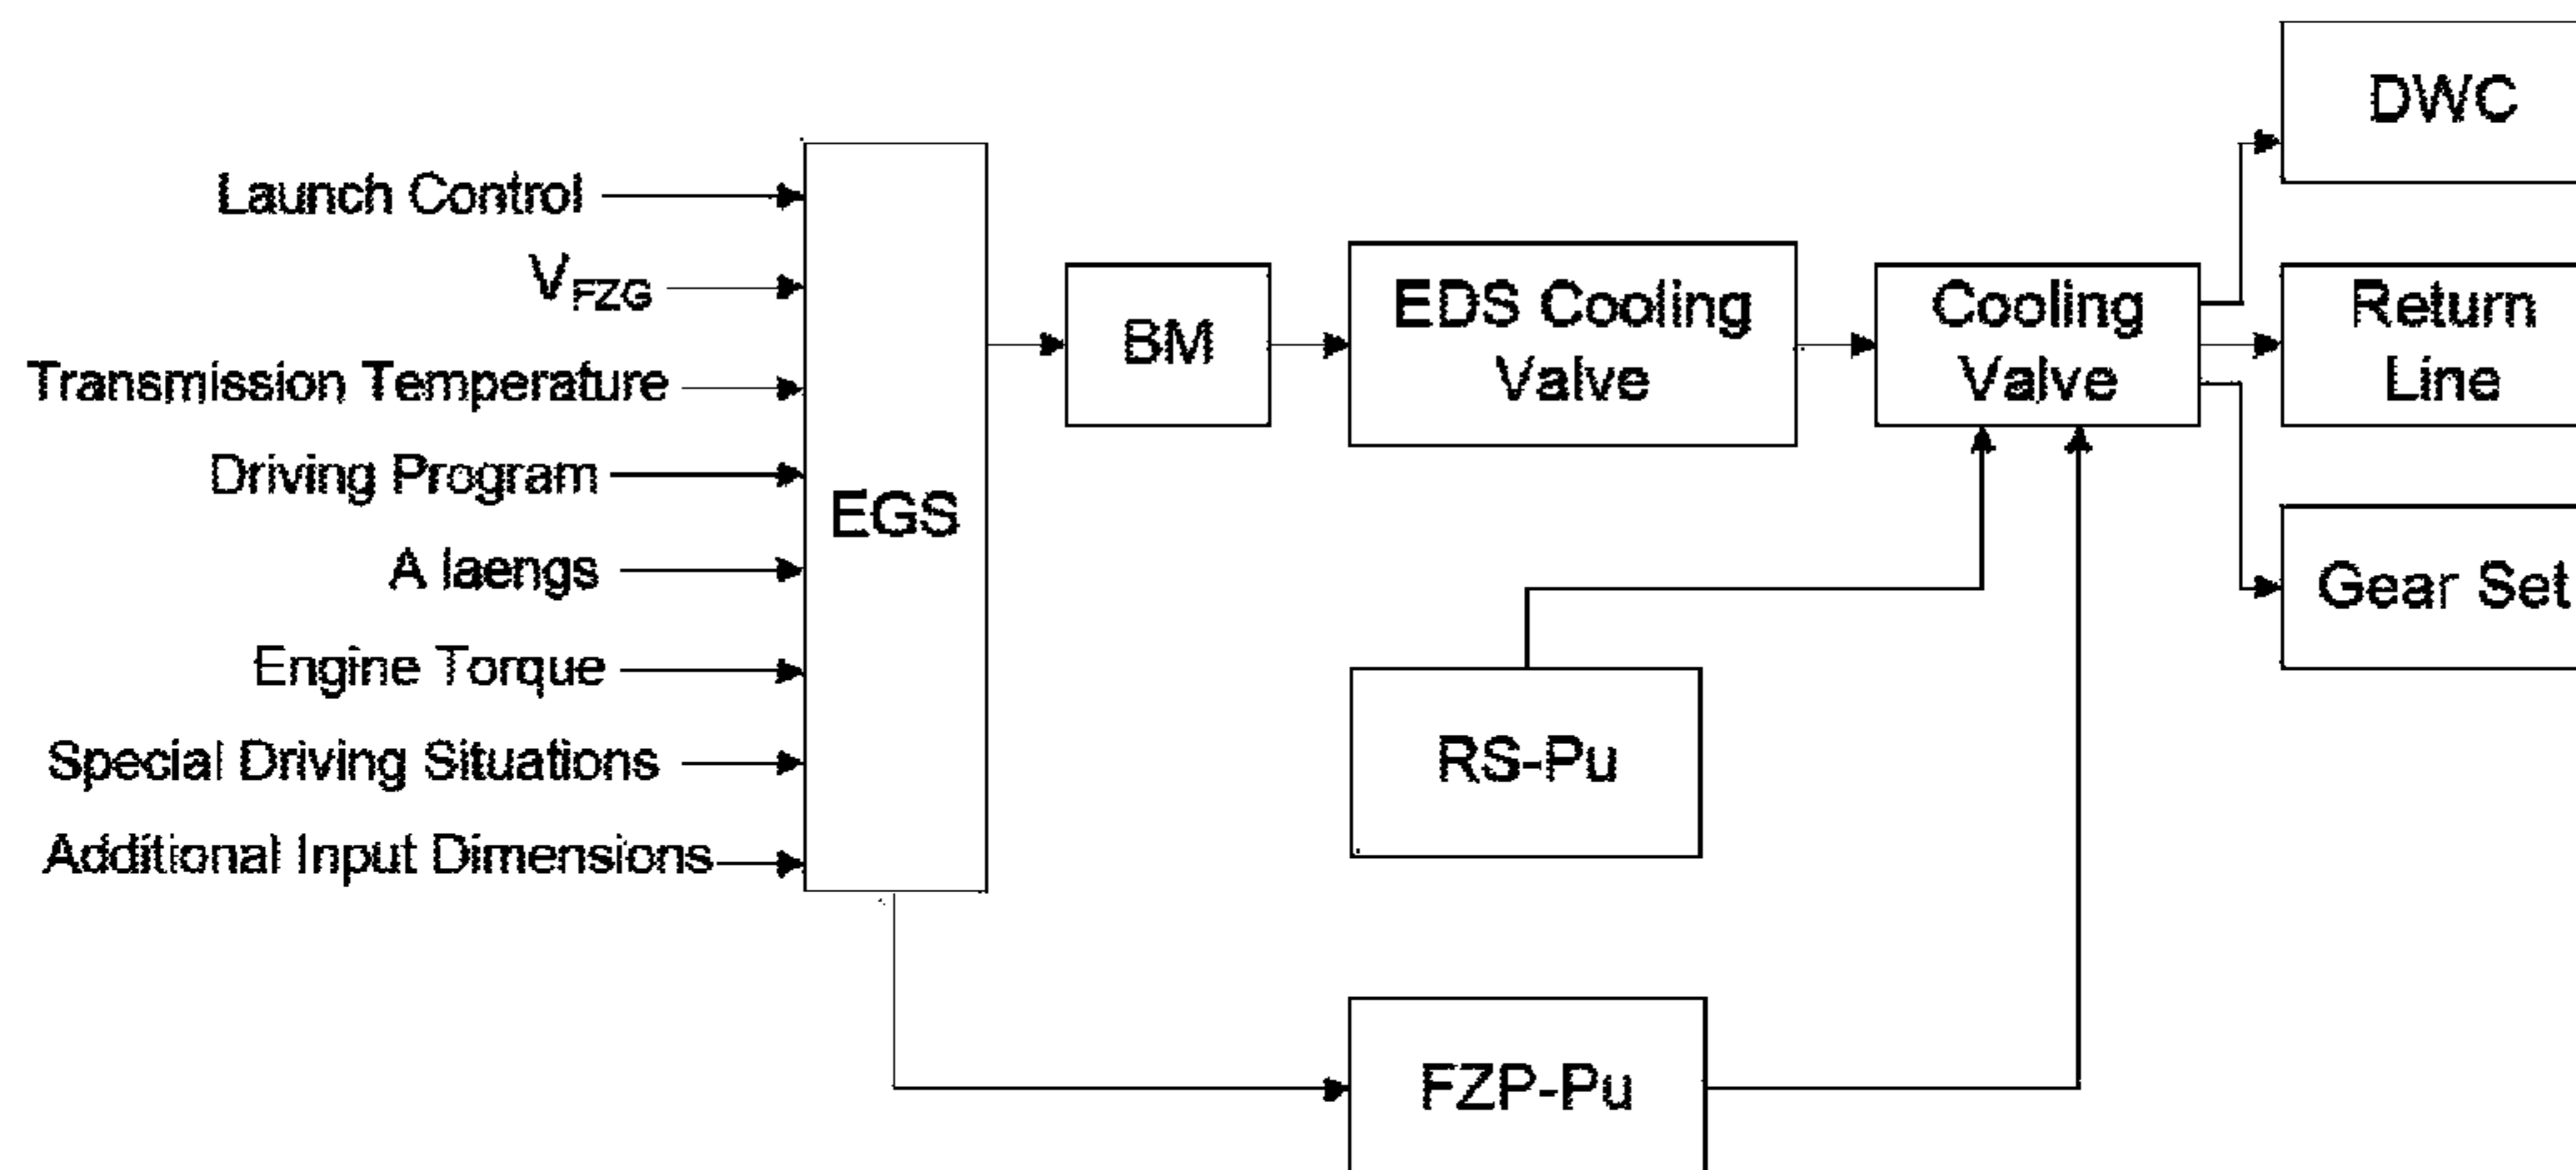 Launch Control
VFZG
Transmission Temperature
Driving Program
A laengs
Engine Torque
Special Driving Situations
Additional Input Dimensions
EGS
BM
EDS Cooling
Valve
Cooling
Valve
DWC
Return
Line
Gear Set
RS-Pu
FZP-Pu